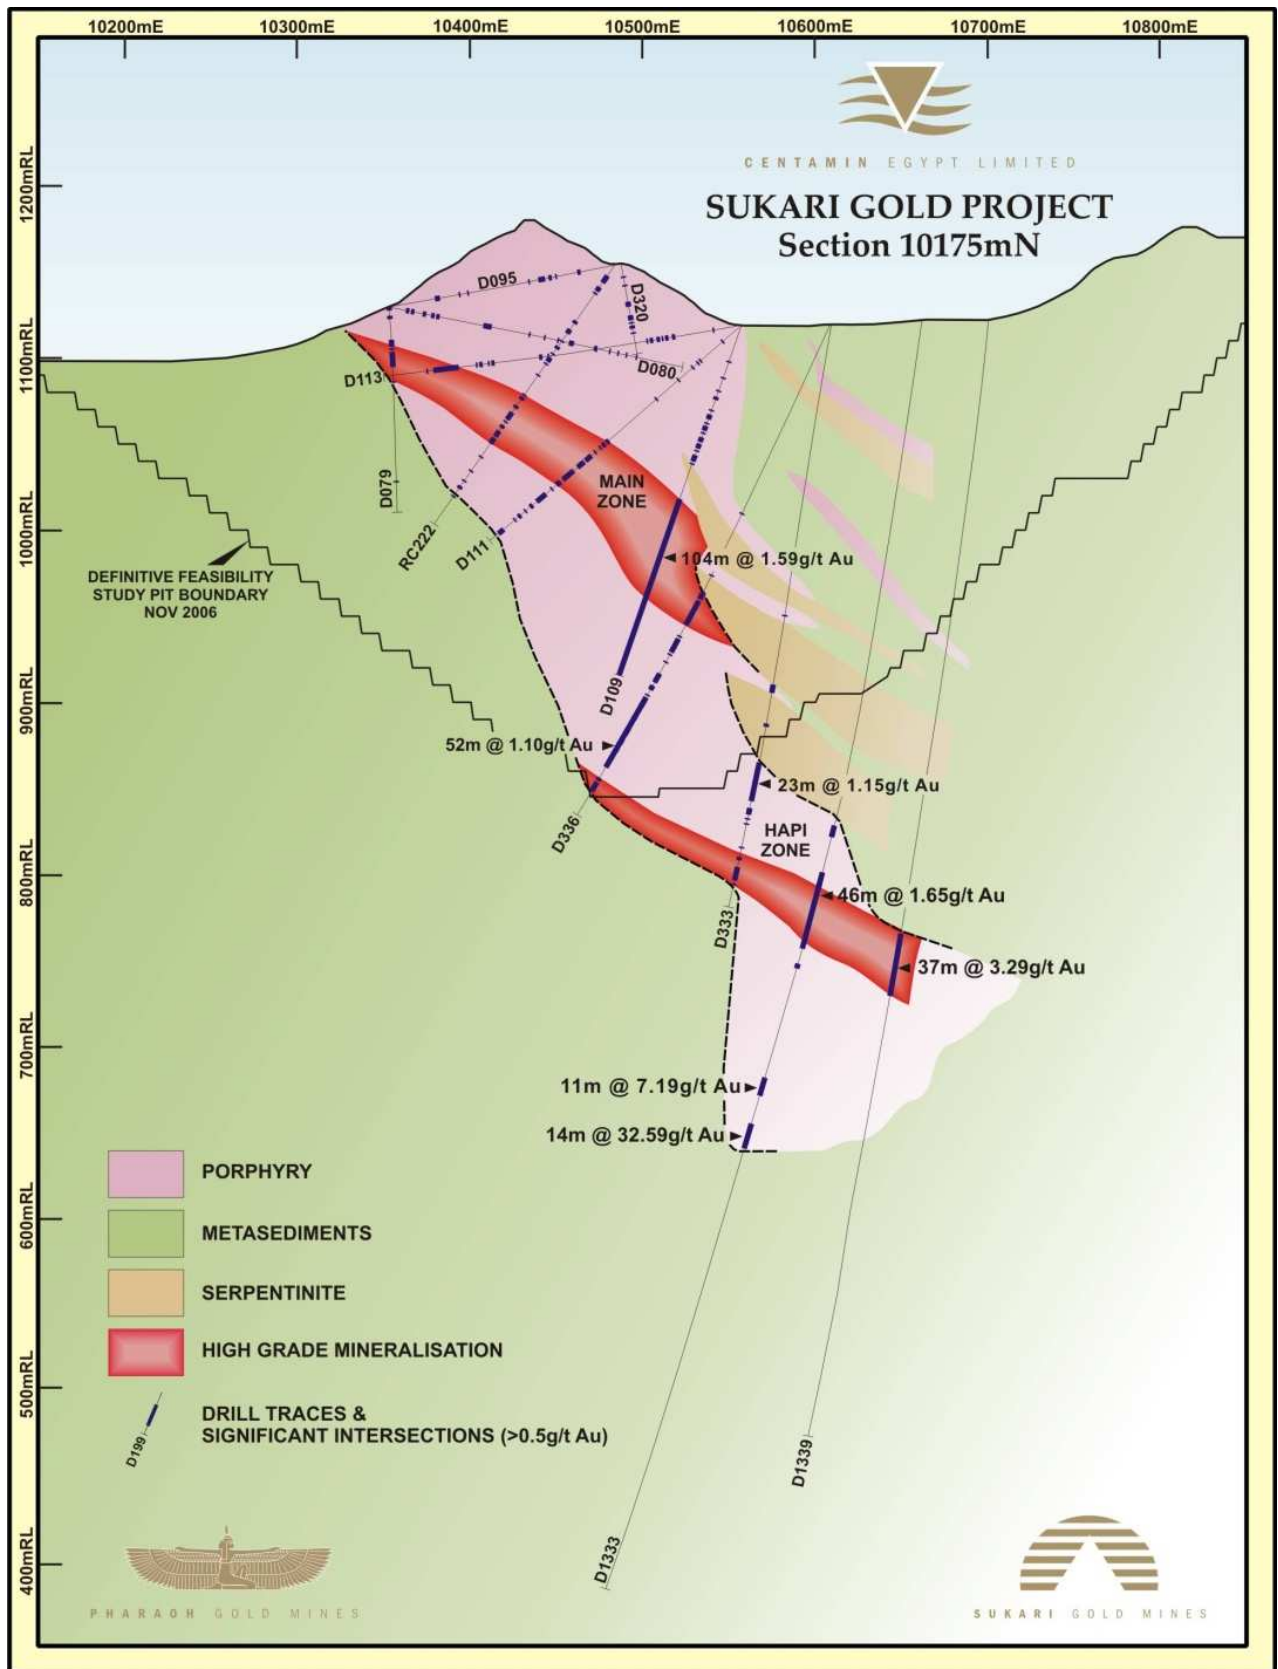 10200mE
10300mE
10400mE
10500mE
10600mE
10700mE
10800mE
CENTAMIN EGYPT LIMITED
SUKARI GOLD PROJECT
Section 10175mN
1200mRL
1100mRL
1000mRL
900mRL
800mRL
700mRL
600mRL
500mRL
400mRL
D095
D320
D080
D113
D079
RC222
D111
MAIN
ZONE
104m @ 1.59g/t Au
DEFINITIVE FEASIBILITY
STUDY PIT BOUNDARY
NOV 2006
D109
52m @ 1.10g/t Au
23m @ 1.15g/t Au
D336
HAPI
ZONE
46m @ 1.65g/t Au
D333
37m @ 3.29g/t Au
11m @ 7.19g/t Au
14m @ 32.59g/t Au
PORPHYRY
METASEDIMENTS
SERPENTINITE
HIGH GRADE MINERALISATION
DRILL TRACES &
SIGNIFICANT INTERSECTIONS (>0.5g/t Au)
D199
D1339
D1333
PHARAOH GOLD MINES
SUKARI GOLD MINES